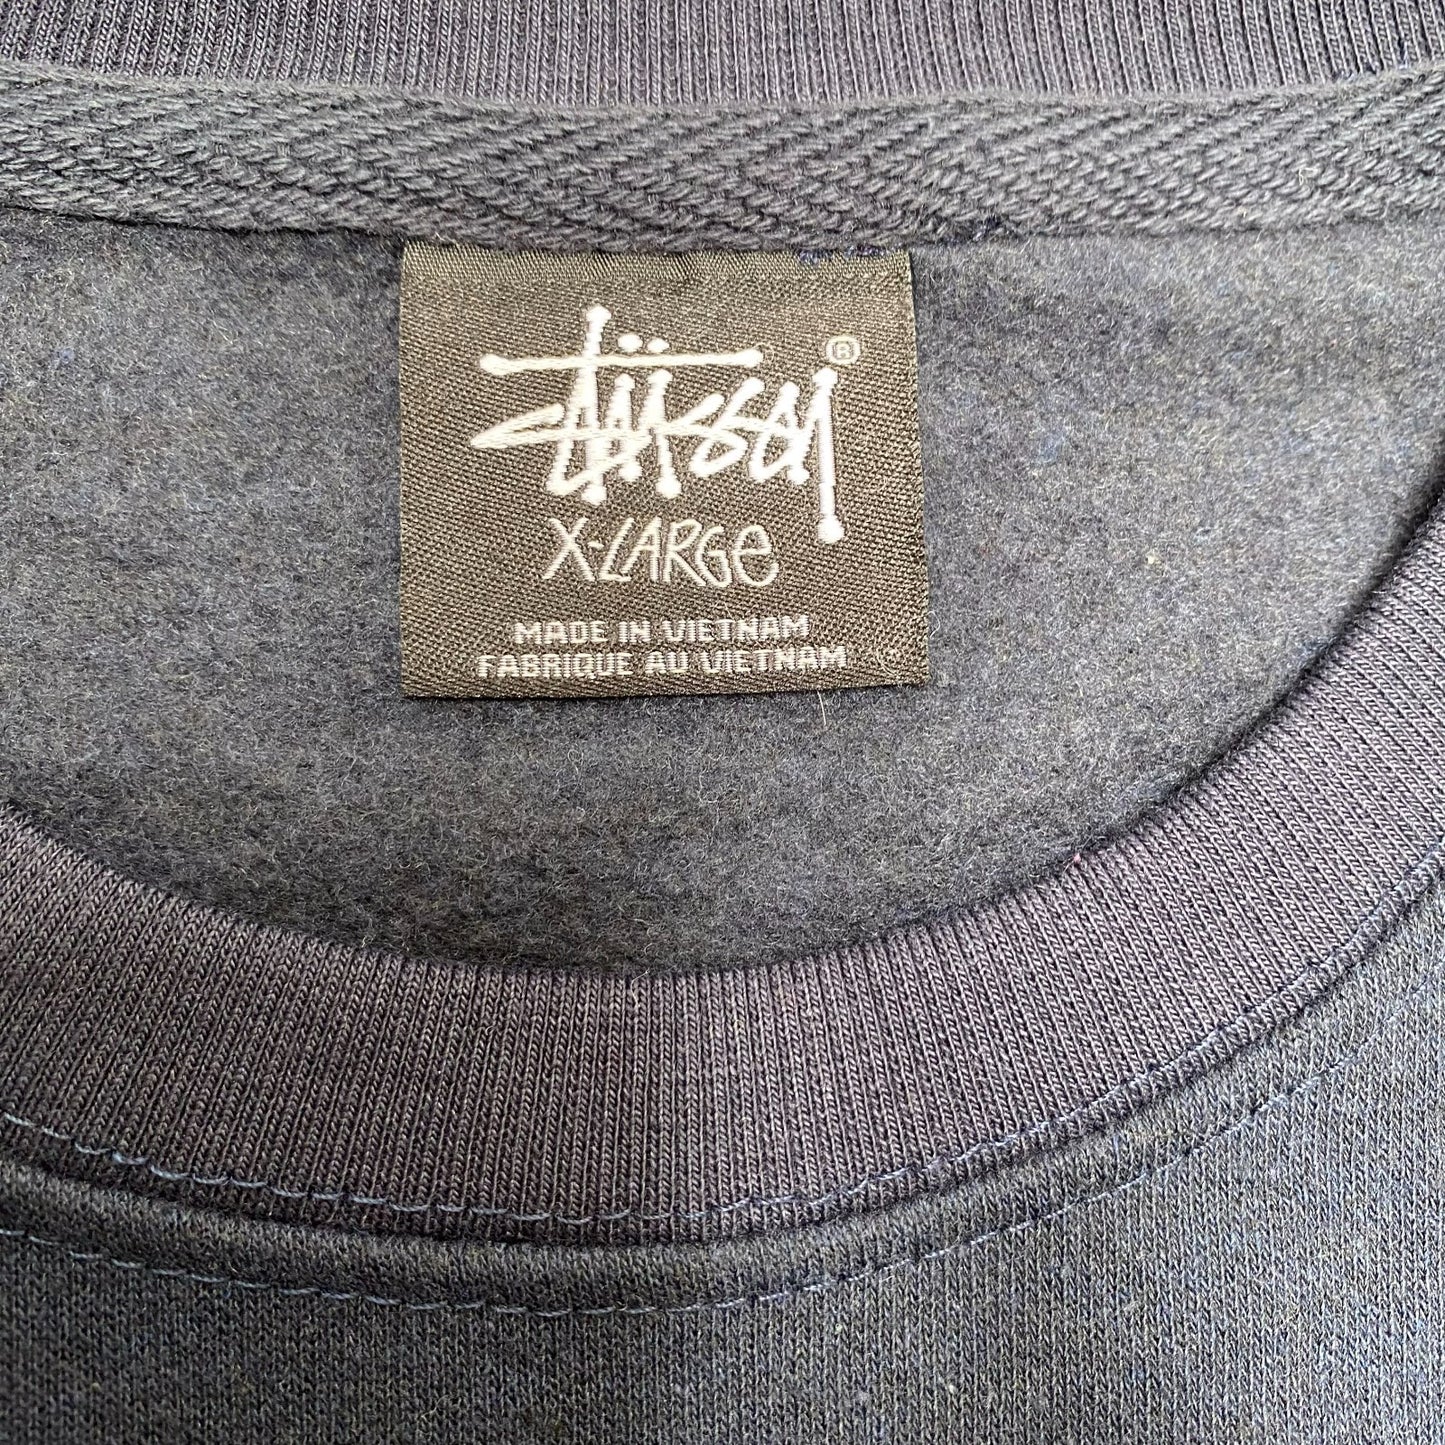 Stüssy ®
X-LARGe
MADE IN VIETNAM
FABRIQUE AU VIETNAM